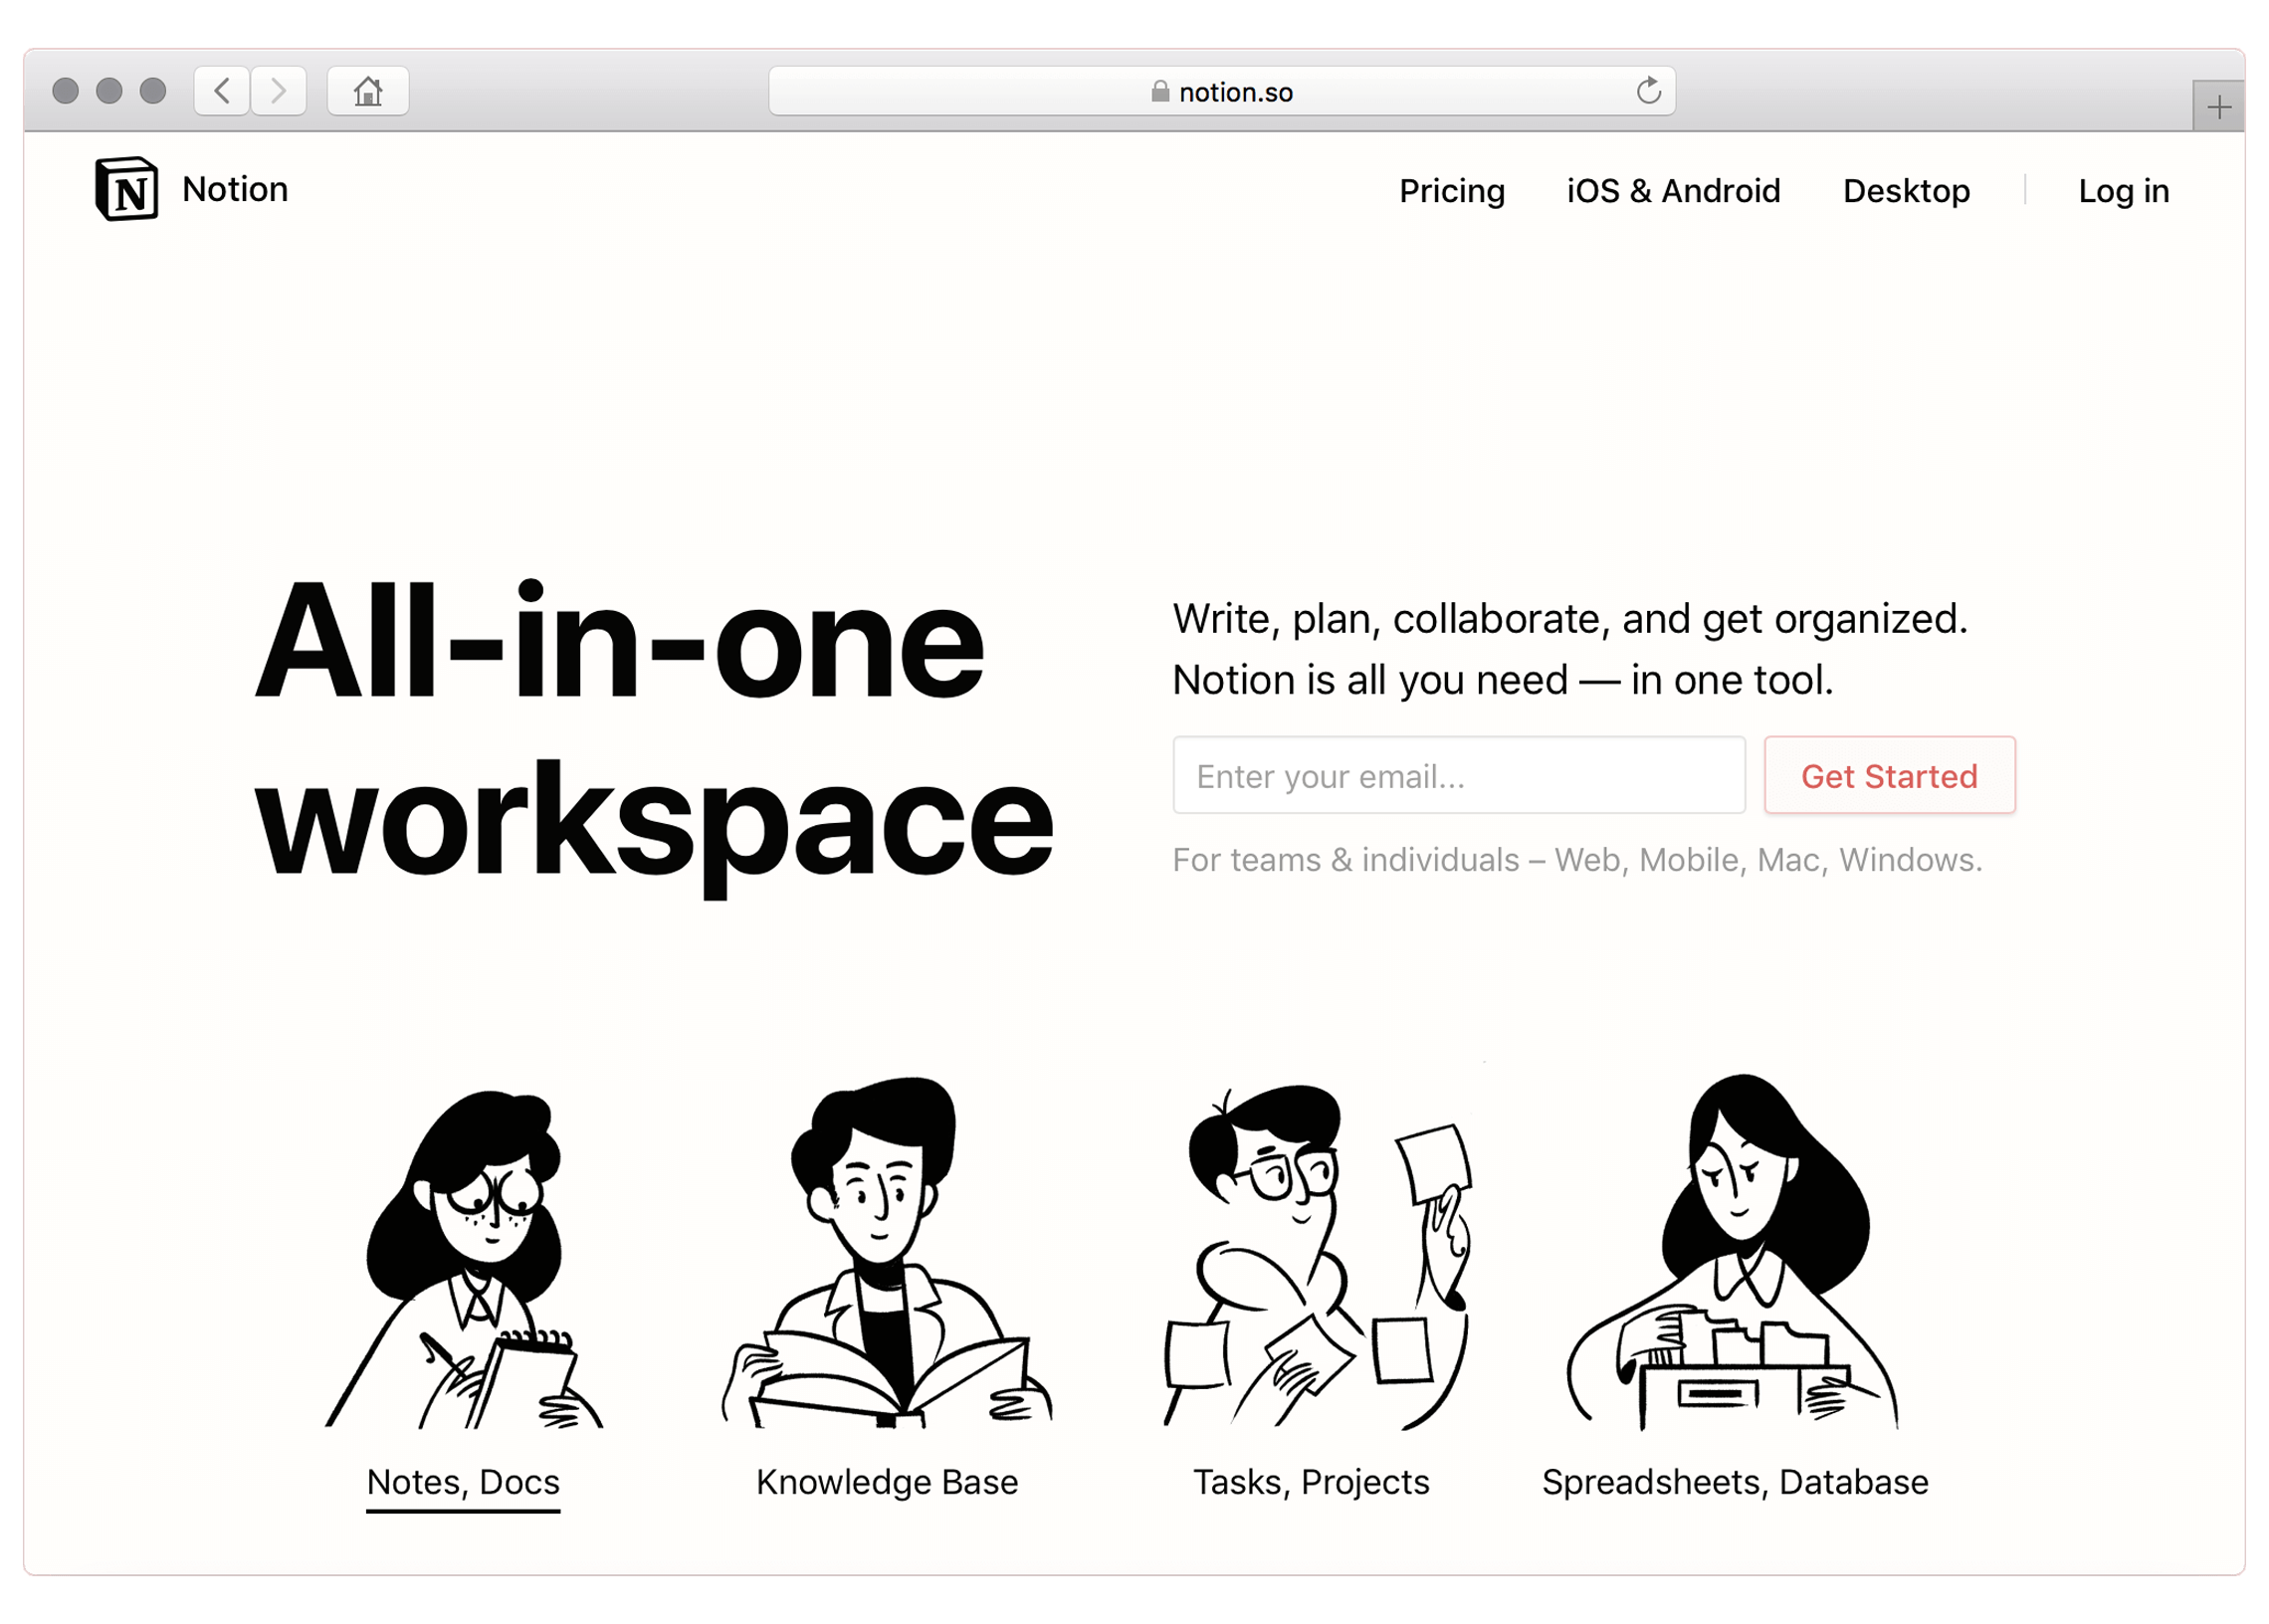 notion.so
N Notion
Pricing iOS & Android Desktop Log in
All-in-one
workspace
Write, plan, collaborate, and get organized.
Notion is all you need — in one tool.
Enter your email... Get Started
For teams & individuals – Web, Mobile, Mac, Windows.
Notes, Docs
Knowledge Base
Tasks, Projects
Spreadsheets, Database